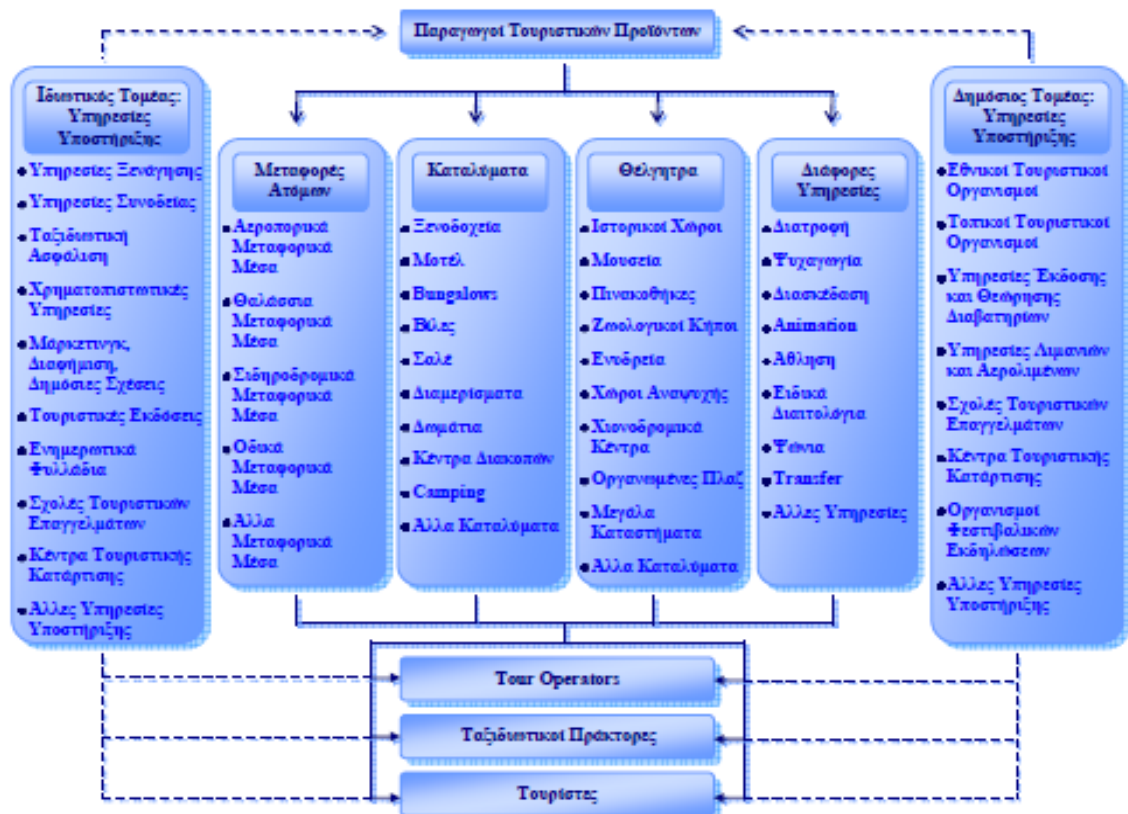 Παραγωγοί Τουριστικών Προϊόντων
Ιδιωτικός Τομέας:
Υπηρεσίες
Υποστήριξης
Υπηρεσίες Ξενάγησης
Υπηρεσίες Συνοδείας
Ταξιδιωτική
Ασφάλιση
Χρηματοπιστωτικές
Υπηρεσίες
Μάρκετινγκ,
Διαφήμιση,
Δημόσιες Σχέσεις
Τουριστικές Εκδόσεις
Ενημερωτικά
Φυλλάδια
Σχολές Τουριστικών
Επαγγελμάτων
Κέντρα Τουριστικής
Κατάρτισης
Άλλες Υπηρεσίες
Υποστήριξης
Μεταφορές
Ατόμων
Αεροπορικά
Μεταφορικά
Μέσα
Θαλάσσια
Μεταφορικά
Μέσα
Σιδηροδρομικά
Μεταφορικά
Μέσα
Οδικά
Μεταφορικά
Μέσα
Άλλα
Μεταφορικά
Μέσα
Καταλύματα
Ξενοδοχεία
Μοτέλ
Bungalows
Βίλες
Σαλέ
Διαμερίσματα
Δωμάτια
Κέντρα Διακοπών
Camping
Άλλα Καταλύματα
Θέλγητρα
Ιστορικοί Χώροι
Μουσεία
Πινακοθήκες
Ζωολογικοί Κήποι
Ενυδρεία
Χώροι Αναψυχής
Χιονοδρομικά
Κέντρα
Οργανωμένες Πλαζ
Μεγάλα
Καταστήματα
Άλλα Καταλύματα
Διάφορες
Υπηρεσίες
Διατροφή
Ψυχαγωγία
Διασκέδαση
Animation
Άθληση
Ειδικά
Διαιτολόγια
Ψώνια
Transfer
Άλλες Υπηρεσίες
Δημόσιος Τομέας:
Υπηρεσίες
Υποστήριξης
Εθνικοί Τουριστικοί
Οργανισμοί
Τοπικοί Τουριστικοί
Οργανισμοί
Υπηρεσίες Έκδοσης
και Θεώρησης
Διαβατηρίων
Υπηρεσίες Λιμανιών
και Αερολιμένων
Σχολές Τουριστικών
Επαγγελμάτων
Κέντρα Τουριστικής
Κατάρτισης
Οργανισμοί
Φεστιβαλικών
Εκδηλώσεων
Άλλες Υπηρεσίες
Υποστήριξης
Tour Operators
Ταξιδιωτικοί Πράκτορες
Τουρίστες